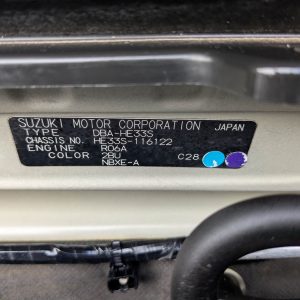 SUZUKI MOTOR CORPORATION JAPAN
TYPE DBA-HE33S
CHASSIS NO. HE33S-116122
ENGINE R06A
COLOR 2BU C28
NBXE-A